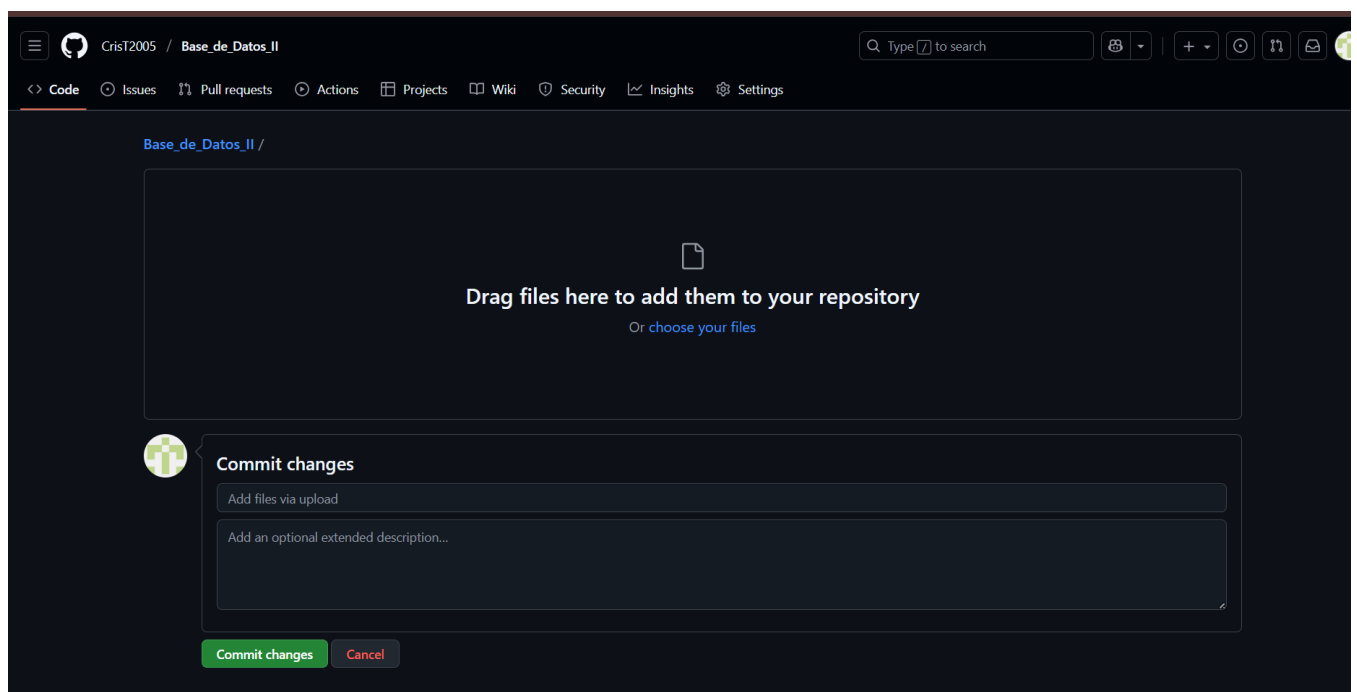 CrisT2005 / Base_de_Datos_II
Type / to search
Code Issues Pull requests Actions Projects Wiki Security Insights Settings
Base_de_Datos_II /
Drag files here to add them to your repository
Or choose your files
Commit changes
Add files via upload
Add an optional extended description...
Commit changes Cancel